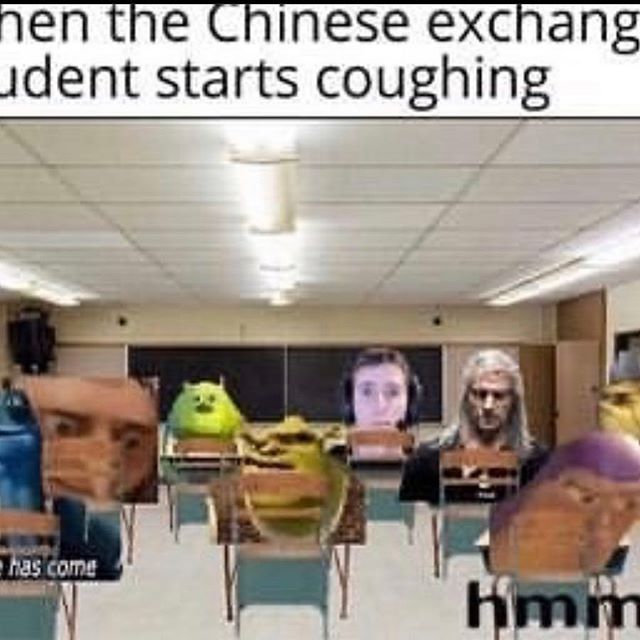 hen the Chinese exchang
udent starts coughing
has come
hmm